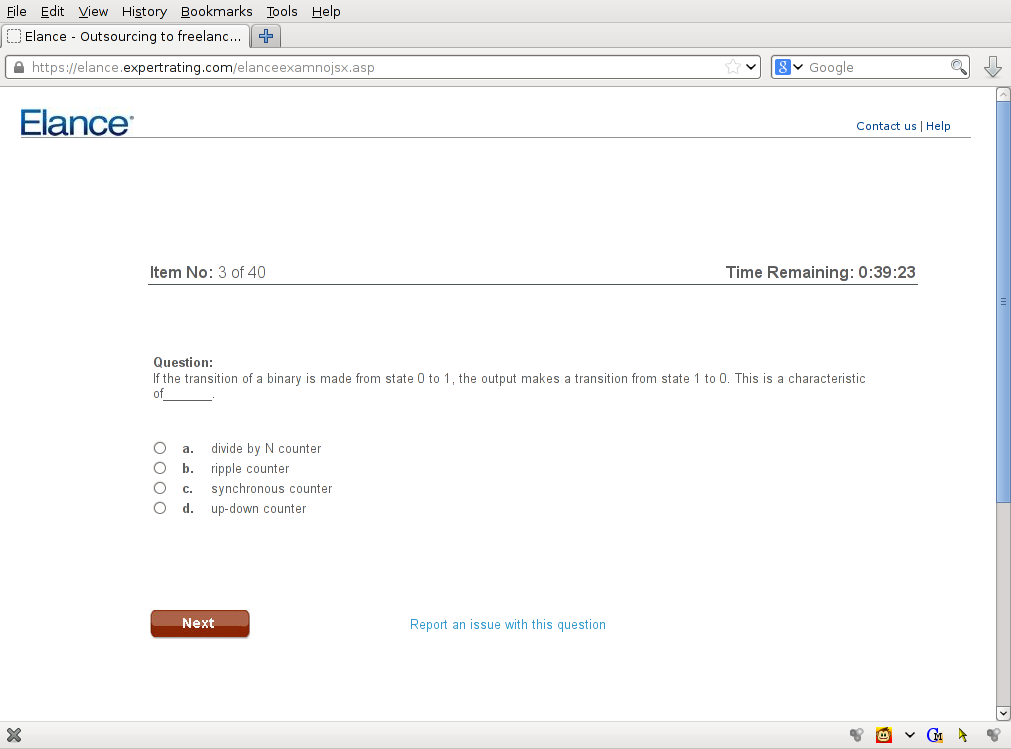 File Edit View History Bookmarks Tools Help
Elance - Outsourcing to freelanc...
https://elance.expertrating.com/elanceexamnojsx.asp
8 Google
Elance
Contact us | Help
Item No: 3 of 40 Time Remaining: 0:39:23
Question:
If the transition of a binary is made from state 0 to 1, the output makes a transition from state 1 to 0. This is a characteristic
of_______.
a. divide by N counter
b. ripple counter
c. synchronous counter
d. up-down counter
Next Report an issue with this question